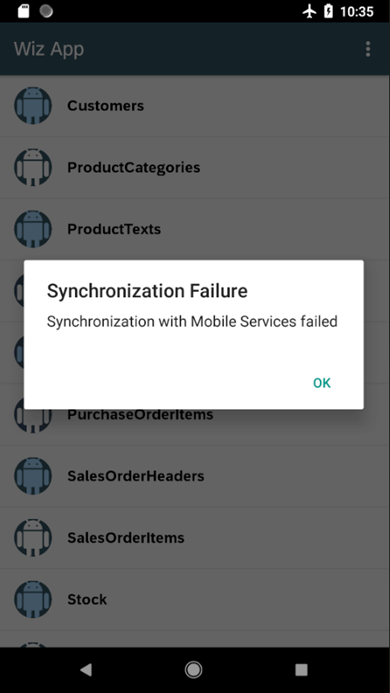 10:35
Wiz App
Customers
ProductCategories
ProductTexts
Synchronization Failure
Synchronization with Mobile Services failed
OK
PurchaseOrderItems
SalesOrderHeaders
SalesOrderItems
Stock